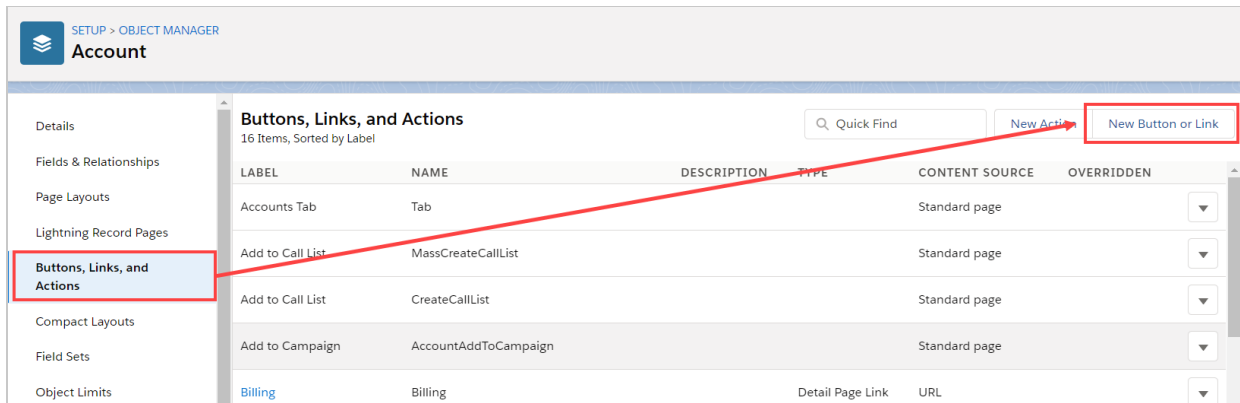 SETUP > OBJECT MANAGER
Account
Details
Fields & Relationships
Page Layouts
Lightning Record Pages
Buttons, Links, and
Actions
Compact Layouts
Field Sets
Object Limits
Buttons, Links, and Actions
16 Items, Sorted by Label
Quick Find
New Action
New Button or Link
LABEL NAME DESCRIPTION TYPE CONTENT SOURCE OVERRIDDEN
Accounts Tab Tab Standard page
Add to Call List MassCreateCallList Standard page
Add to Call List CreateCallList Standard page
Add to Campaign AccountAddToCampaign Standard page
Billing Billing Detail Page Link URL